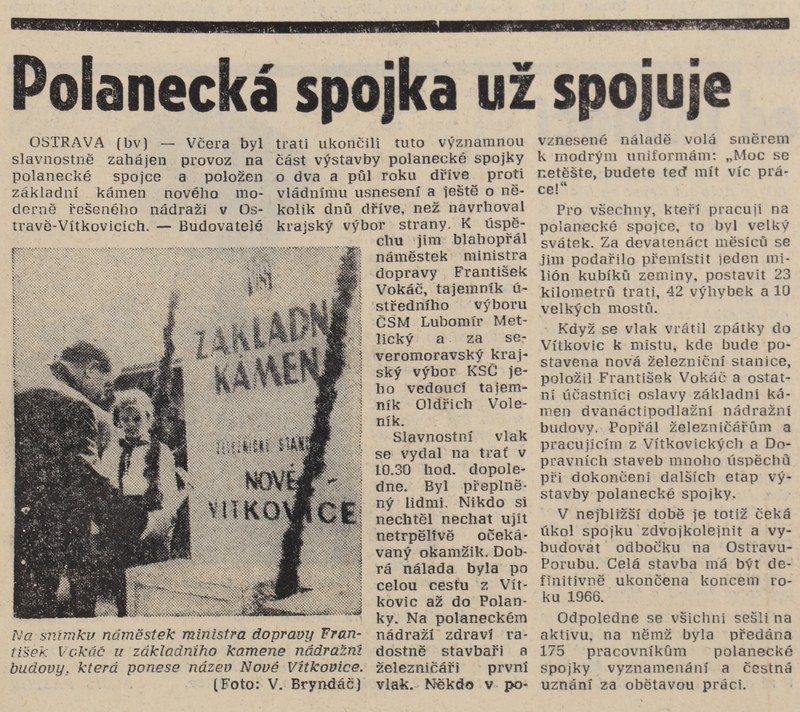 Polanecká spojka už spojuje
OSTRAVA (bv) — Včera byl
slavnostně zahájen provoz na
polanecké spojce a položen
základní kámen nového mo-
derně řešeného nádraží v Os-
travě-Vítkovicích. — Budovatelé
trati ukončili tuto významnou
část výstavby polanecké spojky
o dva a půl roku dříve proti
vládnímu usnesení a ještě o ně-
kolik dnů dříve, než navrhoval
krajský výbor strany. K úspě-
chu jim blahopřál
náměstek ministra
dopravy František
Vokáč, tajemník ú-
středního výboru
ČSM Lubomír Met-
lický a za se-
veromoravský kraj-
ský výbor KSČ je-
ho vedoucí tajem-
ník Oldřich Vole-
ník.
Slavnostní vlak
se vydal na trať v
10.30 hod. dopole-
dne. Byl přeplně-
ný lidmi. Nikdo si
nechtěl nechat ujít
netrpělivě očeká-
vaný okamžik. Dob-
rá nálada byla po
celou cestu z Vít-
kovic až do Polan-
ky. Na polaneckém
nádraží zdraví ra-
dostně stavbaři a
železničáři první
vlak. Někdo v po-
vznesené náladě volá směrem
k modrým uniformám: „Moc se
netěšte, budete teď mít víc prá-
ce!“
Pro všechny, kteří pracují na
polanecké spojce, to byl velký
svátek. Za devatenáct měsíců se
jim podařilo přemístit jeden mi-
lión kubíků zeminy, postavit 23
kilometrů trati, 42 výhybek a 10
velkých mostů.
Když se vlak vrátil zpátky do
Vítkovic k místu, kde bude po-
stavena nová železniční stanice,
položil František Vokáč a ostat-
ní účastníci oslavy základní ká-
men dvanáctipodlažní nádražní
budovy. Popřál železničářům a
pracujícím z Vítkovických a Do-
pravních staveb mnoho úspěchů
při dokončení dalších etap vý-
stavby polanecké spojky.
V nejbližší době je totiž čeká
úkol spojku zdvojkolejnit a vy-
budovat odbočku na Ostravu-
Porubu. Celá stavba má být de-
finitivně ukončena koncem ro-
ku 1966.
Odpoledne se všichni sešli na
aktivu, na němž byla předána
175 pracovníkům polanecké
spojky vyznamenání a čestná
uznání za obětavou práci.
ZÁKLADNÍ
KÁMEN
ŽELEZNIČNÍ STANI
NOVÉ
VÍTKOVICE
Na snímku náměstek ministra dopravy Fran-
tišek Vokáč u základního kamene nádražní
budovy, která ponese název Nové Vítkovice.
(Foto: V. Bryndáč)